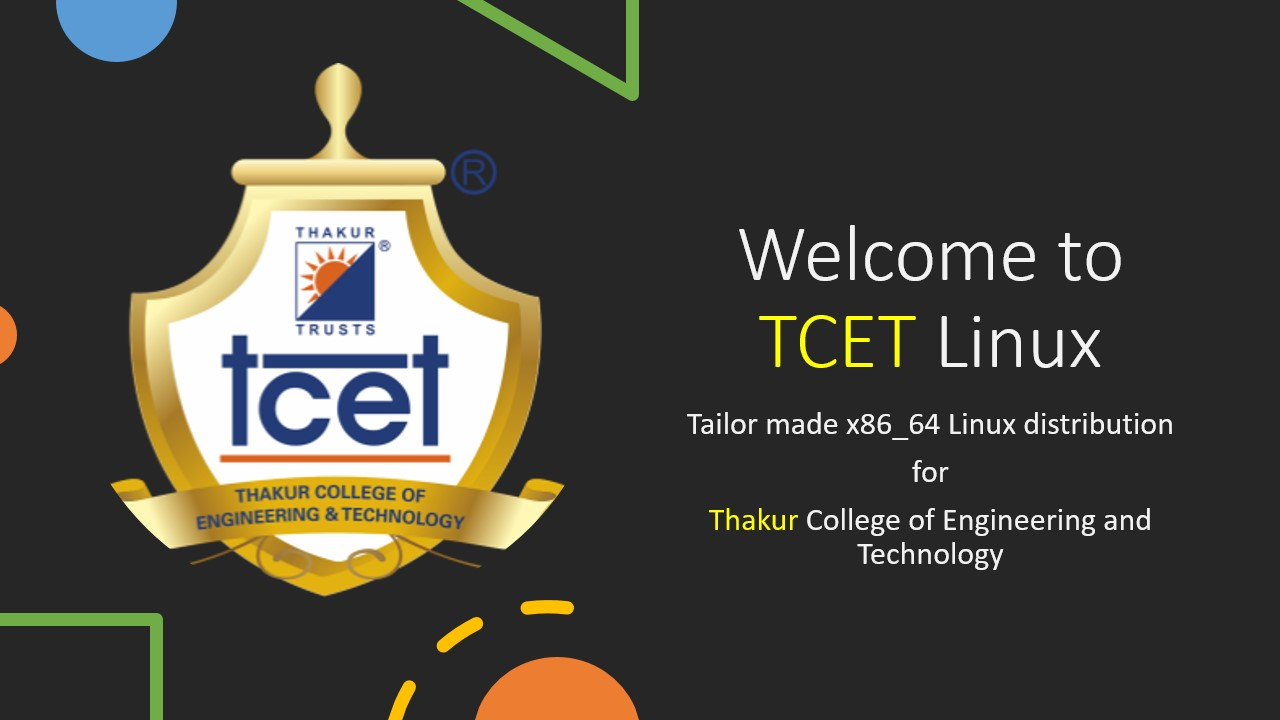 ®
THAKUR
®
TRUSTS
tcet
THAKUR COLLEGE OF
ENGINEERING & TECHNOLOGY
Welcome to
TCET Linux
Tailor made x86_64 Linux distribution
for
Thakur College of Engineering and
Technology